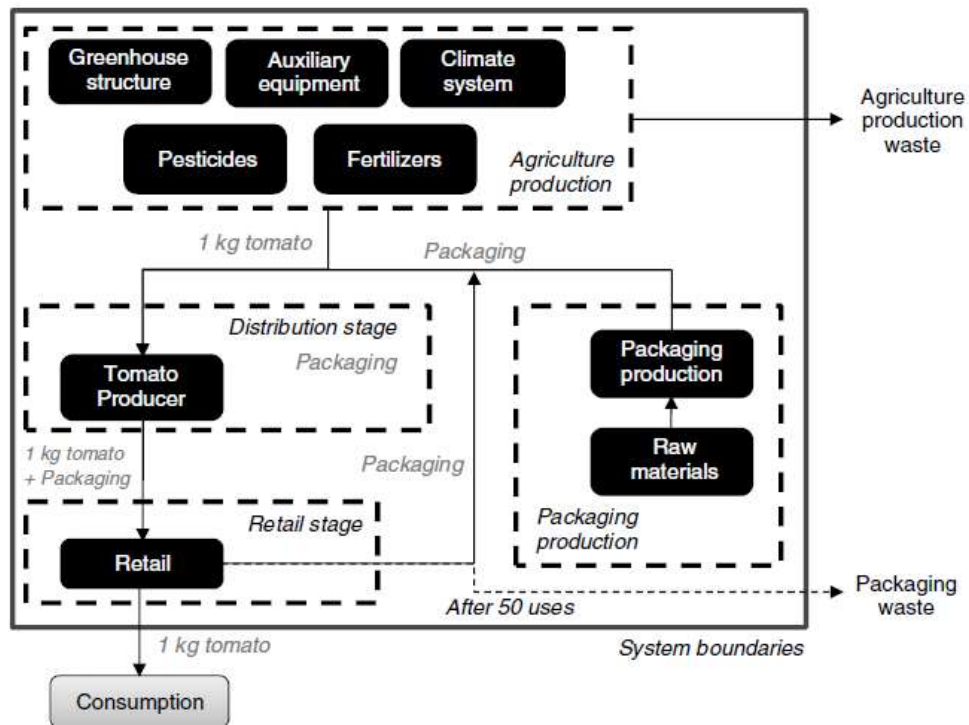 Greenhouse
structure
Auxiliary
equipment
Climate
system
Pesticides
Fertilizers
Agriculture
production
Agriculture
production
waste
1 kg tomato
Packaging
Distribution stage
Packaging
Tomato
Producer
Packaging
production
Raw
materials
Packaging
production
1 kg tomato
+ Packaging
Packaging
Retail stage
Retail
After 50 uses
Packaging
waste
1 kg tomato
System boundaries
Consumption